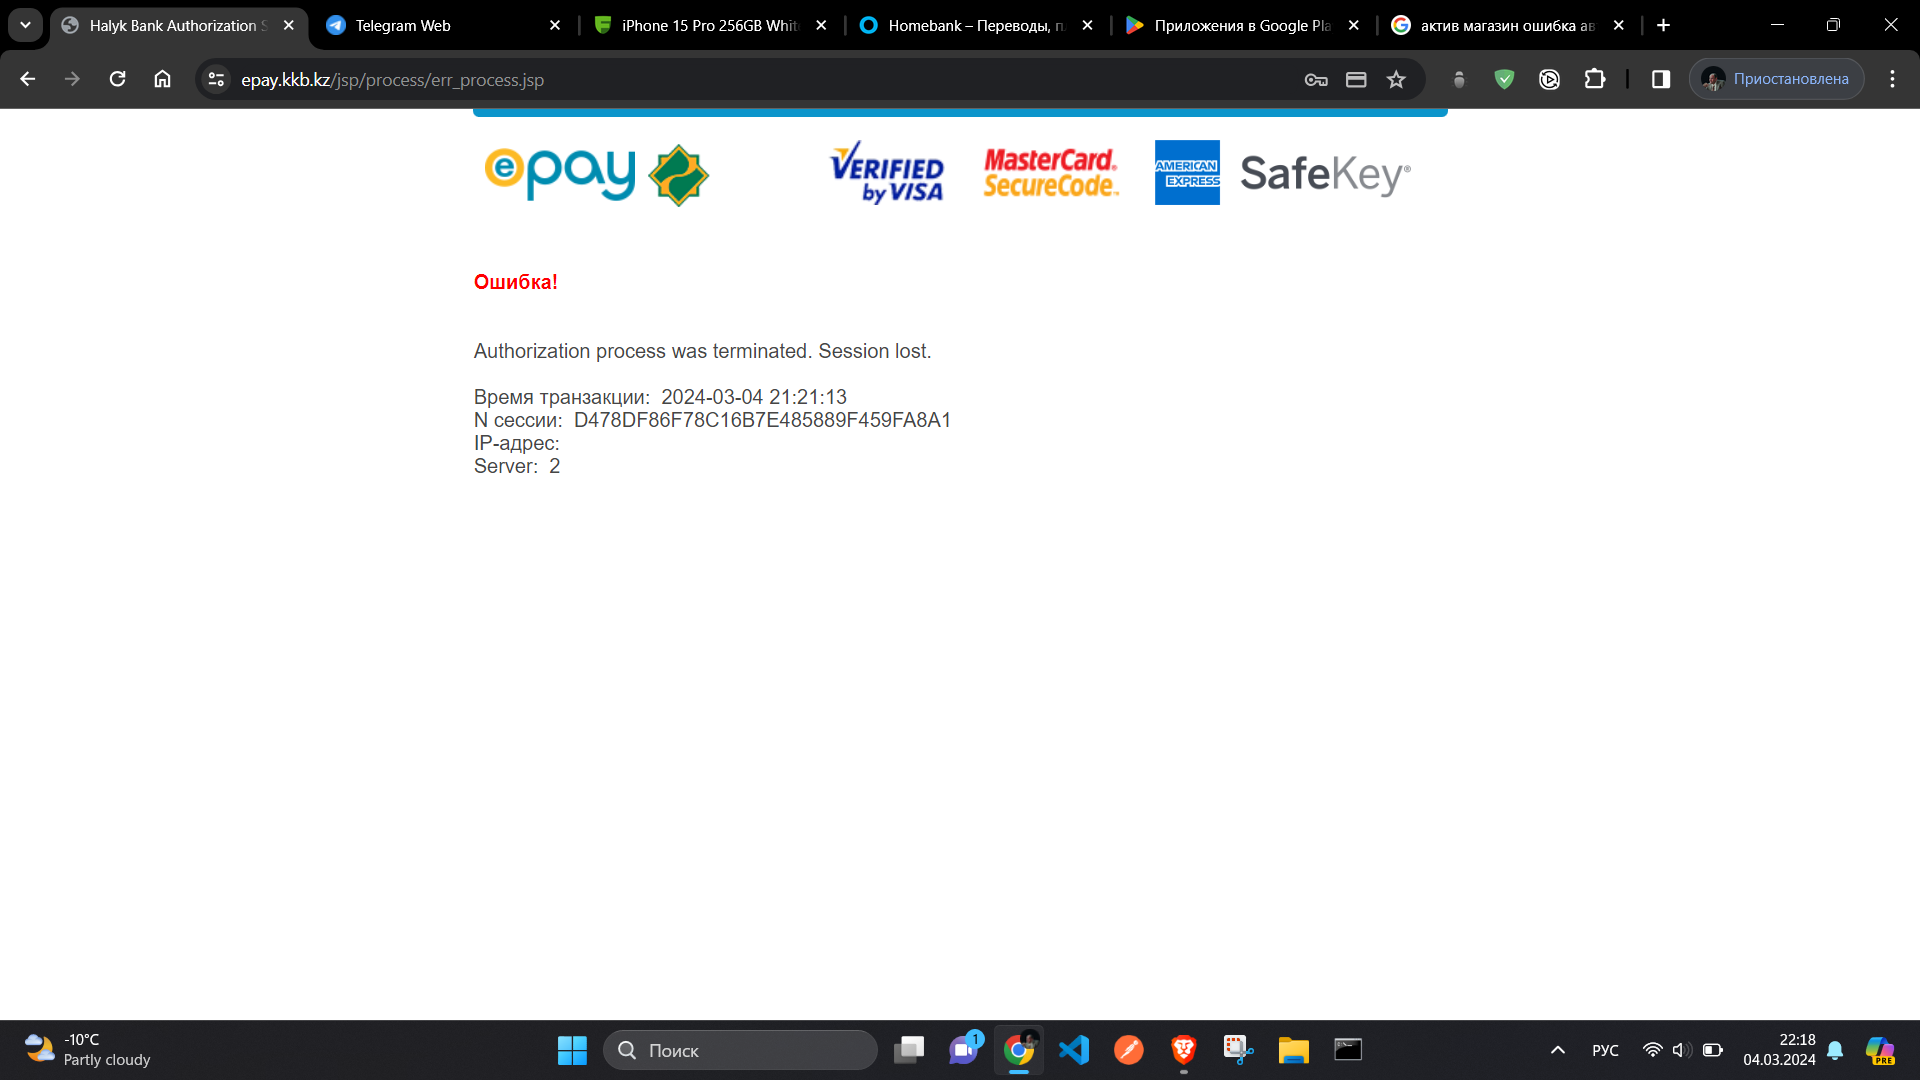 Halyk Bank Authorization S
Telegram Web
iPhone 15 Pro 256GB Whit
Homebank – Переводы, п
Приложения в Google Pla
актив магазин ошибка ав
epay.kkb.kz/jsp/process/err_process.jsp
Приостановлена
epay
VERIFIED by VISA
MasterCard. SecureCode.
AMERICAN EXPRESS
SafeKey®
Ошибка!
Authorization process was terminated. Session lost.
Время транзакции: 2024-03-04 21:21:13
N сессии: D478DF86F78C16B7E485889F459FA8A1
IP-адрес:
Server: 2
-10°C
Partly cloudy
Поиск
1
РУС
22:18
04.03.2024
PRE